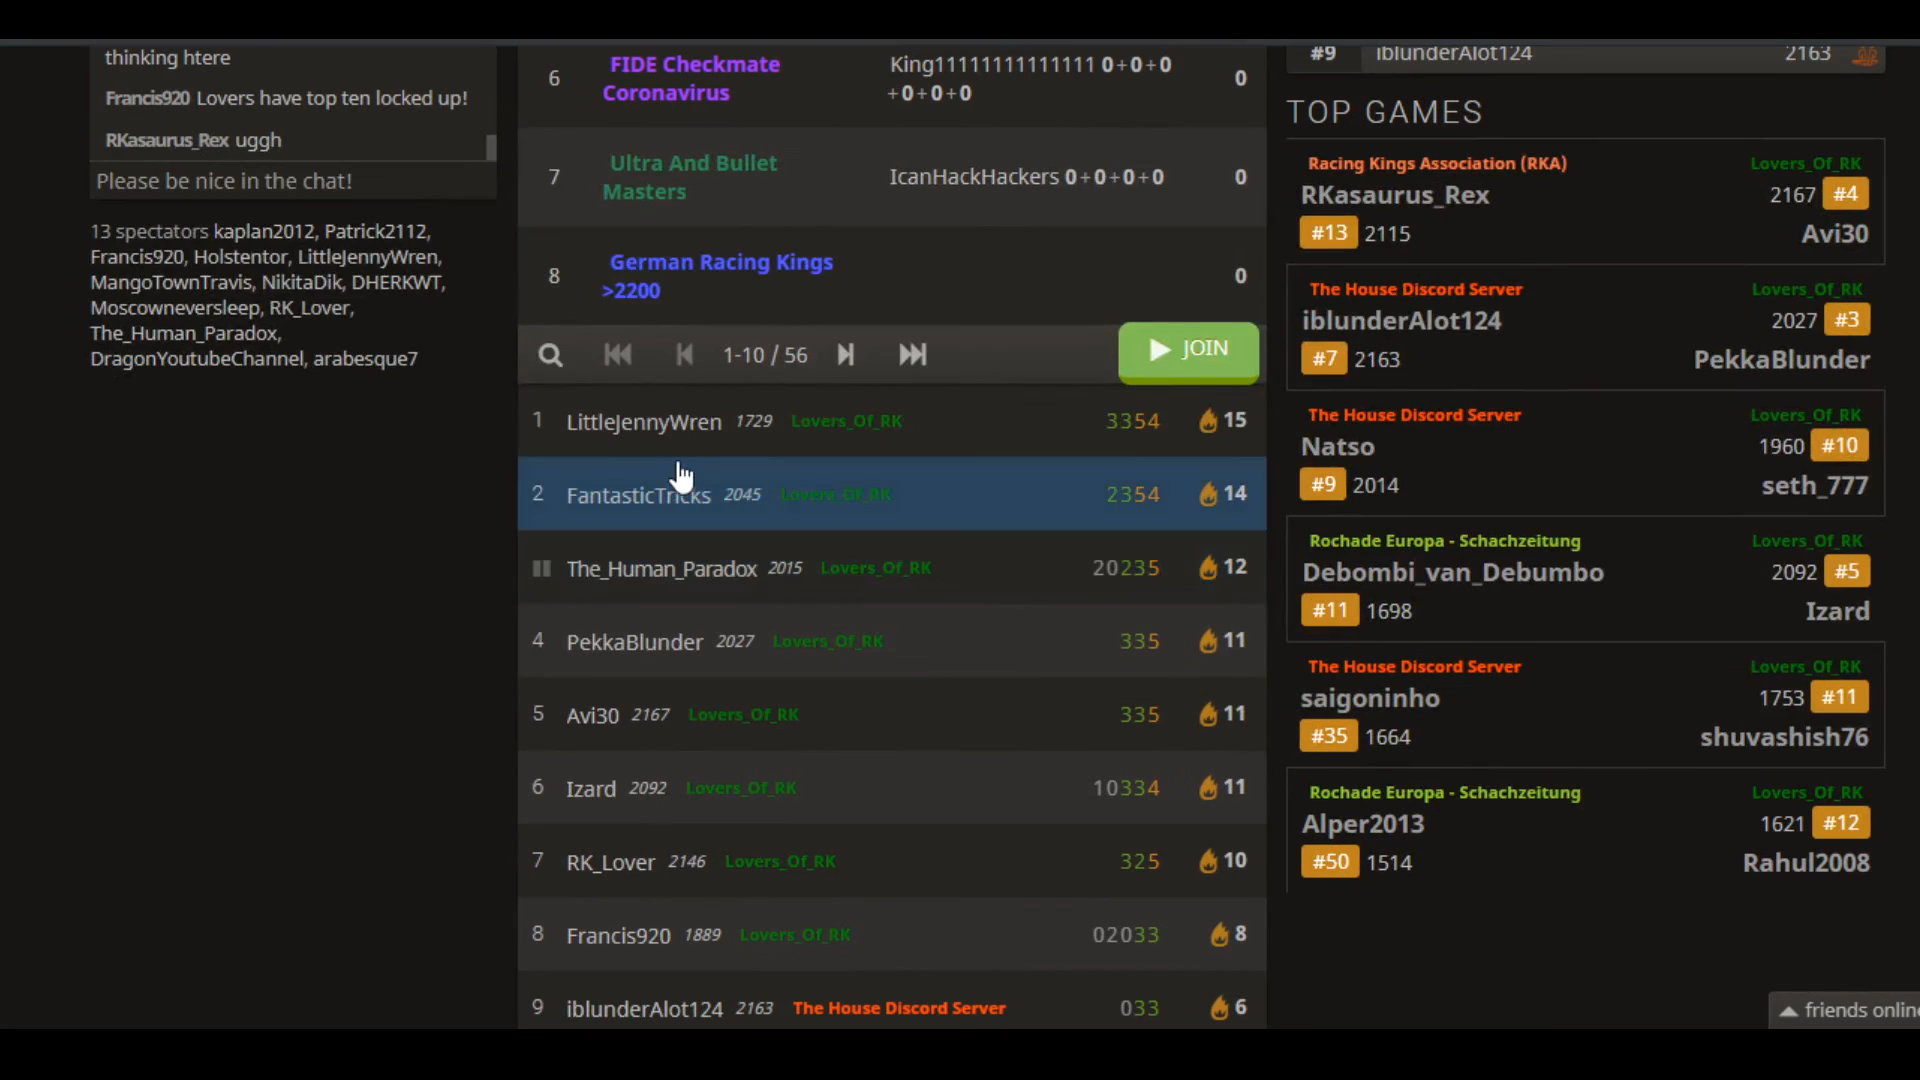 thinking htere
Francis920 Lovers have top ten locked up!
RKasaurus_Rex uggh
Please be nice in the chat!
13 spectators kaplan2012, Patrick2112,
Francis920, Holstentor, LittleJennyWren,
MangoTownTravis, NikitaDik, DHERKWT,
Moscowneversleep, RK_Lover,
The_Human_Paradox,
DragonYoutubeChannel, arabesque7
6 FIDE Checkmate Coronavirus King11111111111111 0+0+0
+0+0+0 0
7 Ultra And Bullet Masters IcanHackHackers 0+0+0+0 0
8 German Racing Kings >2200 0
1-10 / 56 JOIN
1 LittleJennyWren 1729 Lovers_Of_RK 3354 15
2 FantasticTricks 2045 Lovers_Of_RK 2354 14
The_Human_Paradox 2015 Lovers_Of_RK 20235 12
4 PekkaBlunder 2027 Lovers_Of_RK 335 11
5 Avi30 2167 Lovers_Of_RK 335 11
6 Izard 2092 Lovers_Of_RK 10334 11
7 RK_Lover 2146 Lovers_Of_RK 325 10
8 Francis920 1889 Lovers_Of_RK 02033 8
9 iblunderAlot124 2163 The House Discord Server 033 6
#9 iblunderAlot124 2163
TOP GAMES
Racing Kings Association (RKA) Lovers_Of_RK
RKasaurus_Rex 2167 #4
#13 2115 Avi30
The House Discord Server Lovers_Of_RK
iblunderAlot124 2027 #3
#7 2163 PekkaBlunder
The House Discord Server Lovers_Of_RK
Natso 1960 #10
#9 2014 seth_777
Rochade Europa - Schachzeitung Lovers_Of_RK
Debombi_van_Debumbo 2092 #5
#11 1698 Izard
The House Discord Server Lovers_Of_RK
saigoninho 1753 #11
#35 1664 shuvashish76
Rochade Europa - Schachzeitung Lovers_Of_RK
Alper2013 1621 #12
#50 1514 Rahul2008
friends online